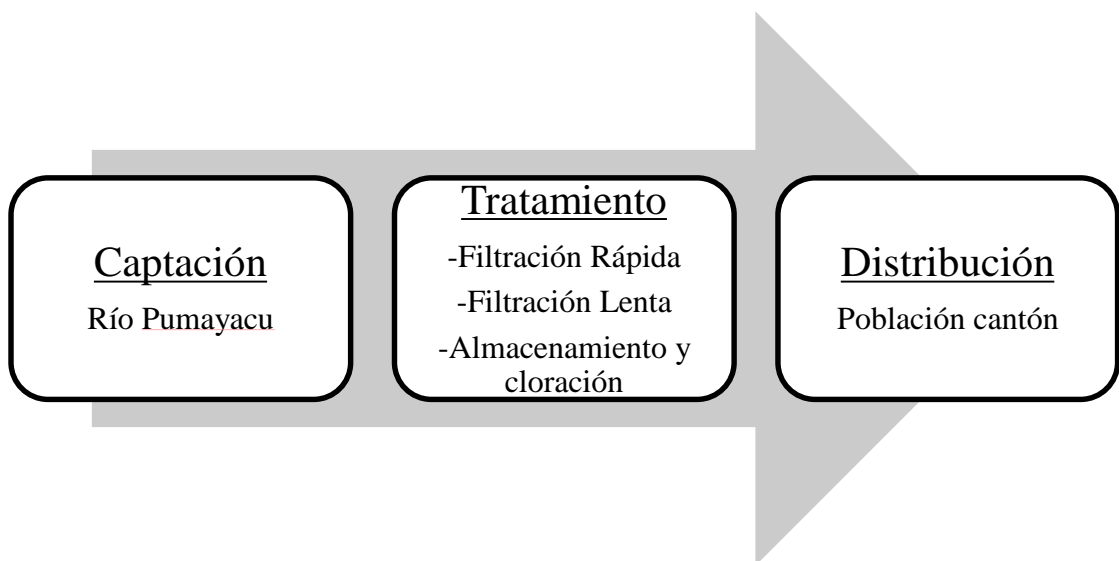 Captación
Río Pumayacu
Tratamiento
-Filtración Rápida
-Filtración Lenta
-Almacenamiento y
cloración
Distribución
Población cantón